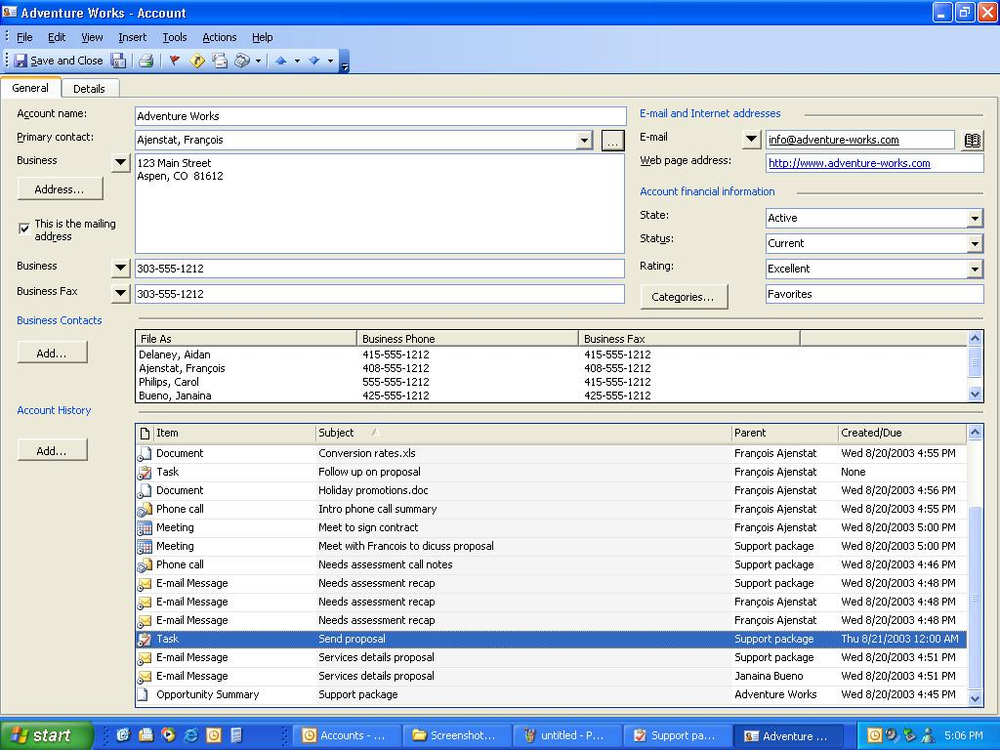 Adventure Works - Account
File Edit View Insert Tools Actions Help
Save and Close
General Details
Account name: Adventure Works
Primary contact: Ajenstat, François ...
Business 123 Main Street
Aspen, CO 81612
Address...
This is the mailing
address
Business 303-555-1212
Business Fax 303-555-1212
E-mail and Internet addresses
E-mail info@adventure-works.com
Web page address: http://www.adventure-works.com
Account financial information
State: Active
Status: Current
Rating: Excellent
Categories... Favorites
Business Contacts
Add...
File As Business Phone Business Fax
Delaney, Aidan 415-555-1212 415-555-1212
Ajenstat, François 408-555-1212 408-555-1212
Philips, Carol 555-555-1212 415-555-1212
Bueno, Janaina 425-555-1212 425-555-1212
Account History
Add...
Item Subject Parent Created/Due
Document Conversion rates.xls François Ajenstat Wed 8/20/2003 4:55 PM
Task Follow up on proposal François Ajenstat None
Document Holiday promotions.doc François Ajenstat Wed 8/20/2003 4:56 PM
Phone call Intro phone call summary François Ajenstat Wed 8/20/2003 4:55 PM
Meeting Meet to sign contract François Ajenstat Wed 8/20/2003 5:00 PM
Meeting Meet with Francois to dicuss proposal Support package Wed 8/20/2003 5:00 PM
Phone call Needs assessment call notes Support package Wed 8/20/2003 4:46 PM
E-mail Message Needs assessment recap Support package Wed 8/20/2003 4:48 PM
E-mail Message Needs assessment recap François Ajenstat Wed 8/20/2003 4:48 PM
E-mail Message Needs assessment recap François Ajenstat Wed 8/20/2003 4:48 PM
Task Send proposal Support package Thu 8/21/2003 12:00 AM
E-mail Message Services details proposal Support package Wed 8/20/2003 4:51 PM
E-mail Message Services details proposal Janaina Bueno Wed 8/20/2003 4:51 PM
Opportunity Summary Support package Adventure Works Wed 8/20/2003 4:45 PM
start Accounts - ... Screenshot... untitled - P... Support pa... Adventure ... 5:06 PM